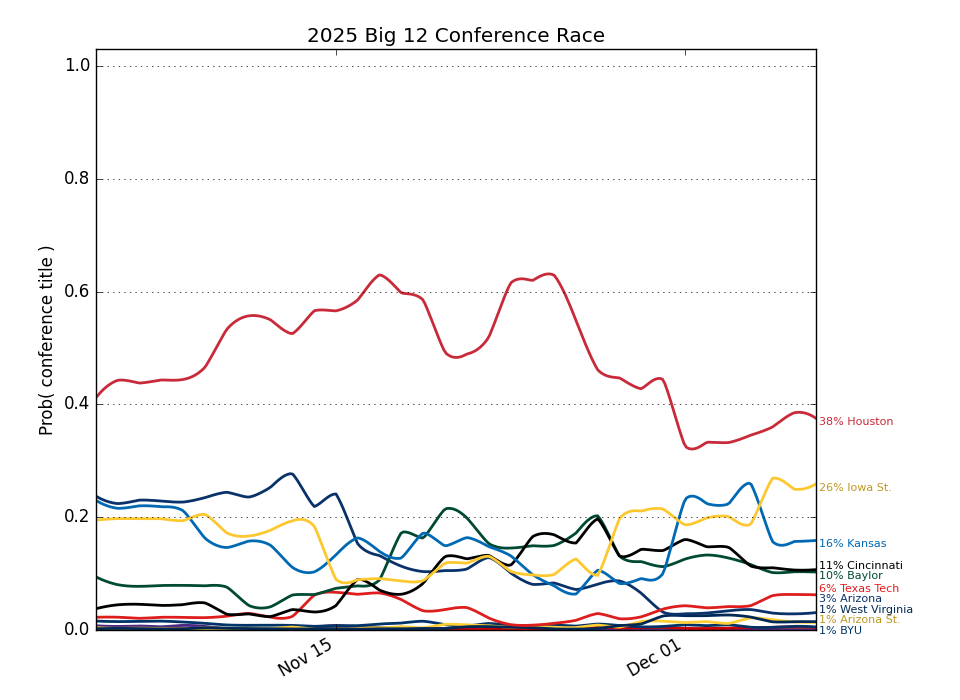 2025 Big 12 Conference Race
Prob( conference title )
1.0
0.8
0.6
0.4
0.2
0.0
Nov 15
Dec 01
38% Houston
26% Iowa St.
16% Kansas
11% Cincinnati
10% Baylor
6% Texas Tech
3% Arizona
1% West Virginia
1% Arizona St.
1% BYU